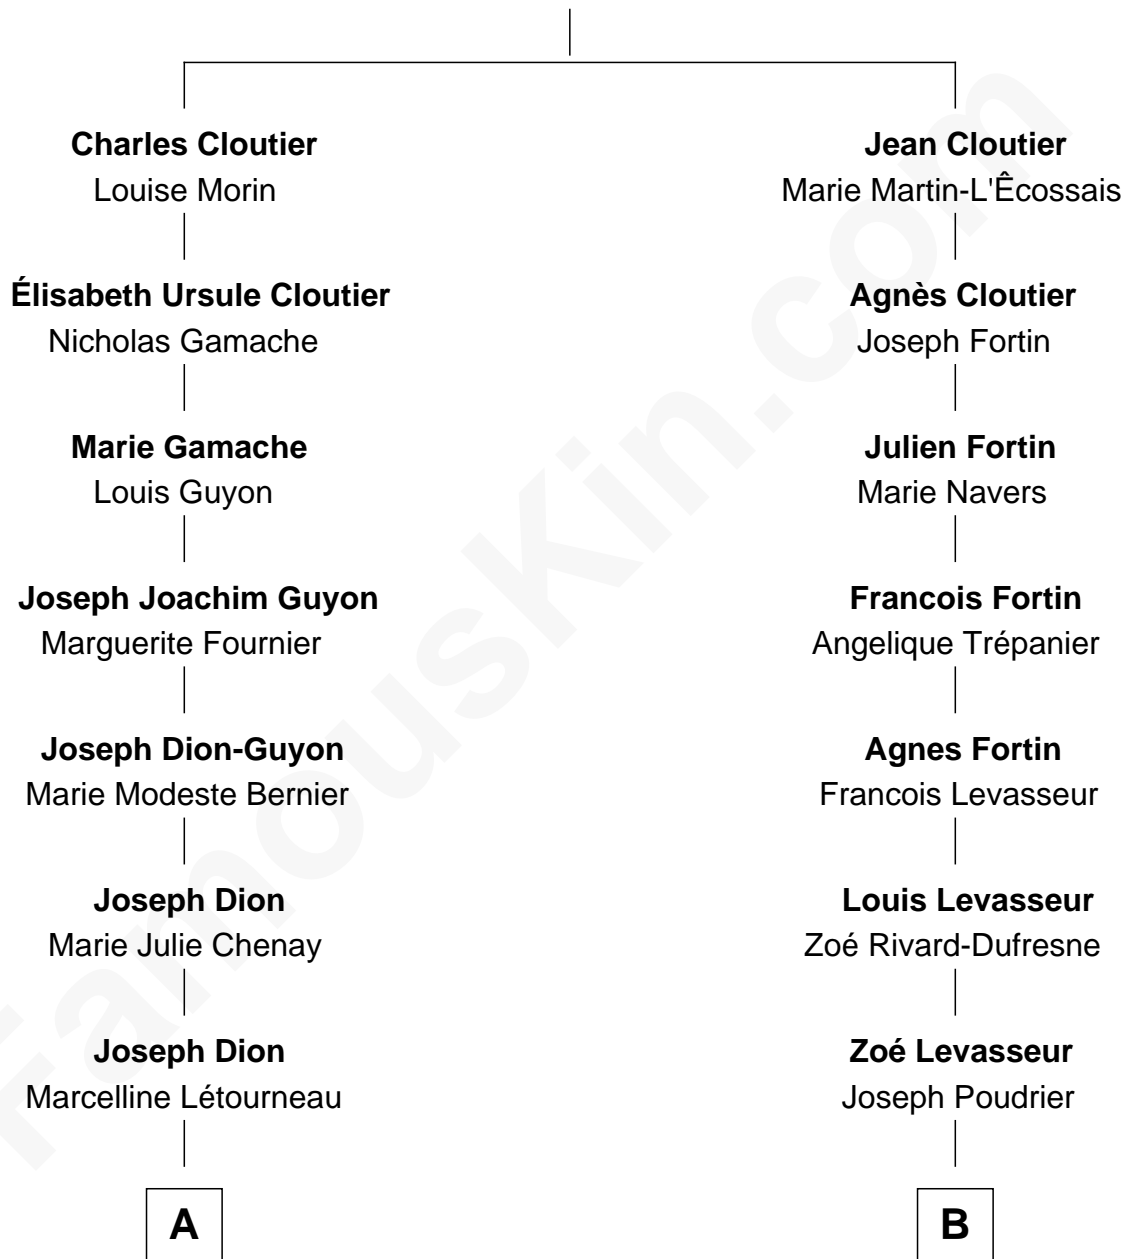 Charles Cloutier
Louise Morin
Élisabeth Ursule Cloutier
Nicholas Gamache
Marie Gamache
Louis Guyon
Joseph Joachim Guyon
Marguerite Fournier
Joseph Dion-Guyon
Marie Modeste Bernier
Joseph Dion
Marie Julie Chenay
Joseph Dion
Marcelline Létourneau
A
Jean Cloutier
Marie Martin-L'Êcossais
Agnès Cloutier
Joseph Fortin
Julien Fortin
Marie Navers
Francois Fortin
Angelique Trépanier
Agnes Fortin
Francois Levasseur
Louis Levasseur
Zoé Rivard-Dufresne
Zoé Levasseur
Joseph Poudrier
B
FamousKin.com